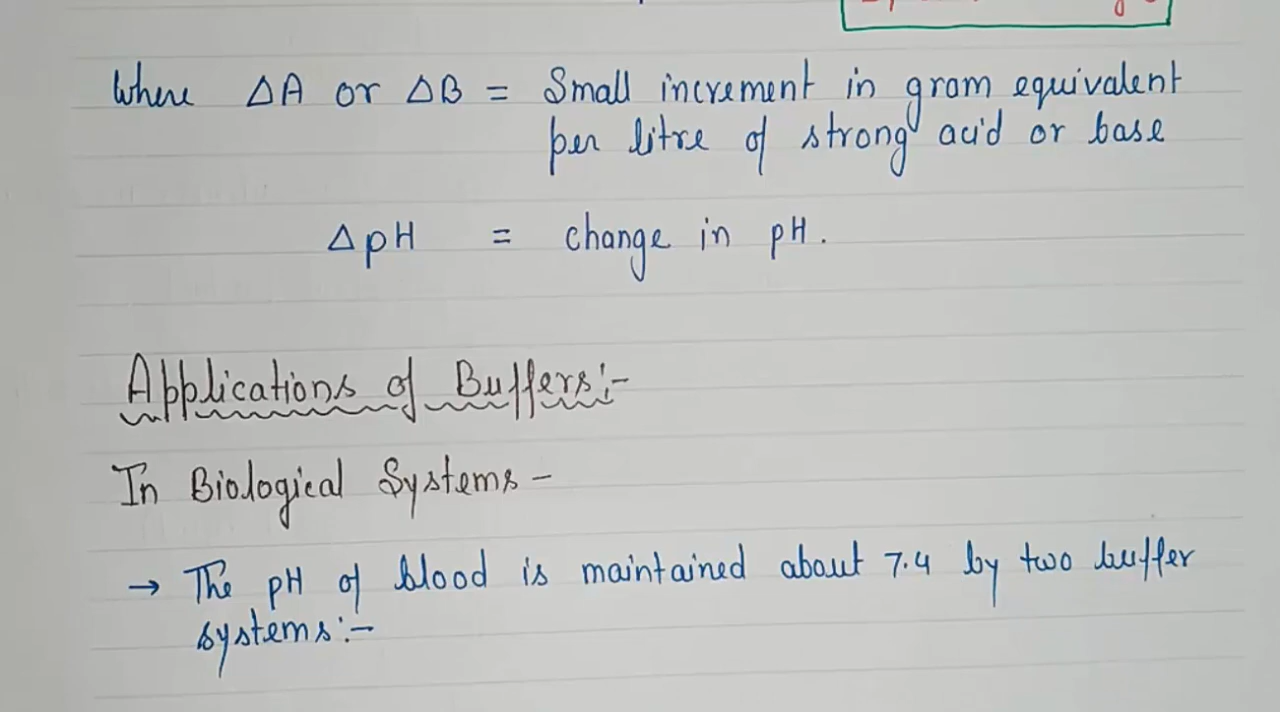 Where ΔA or ΔB = Small increment in gram equivalent
per litre of strong acid or base
ΔpH = change in pH.
Applications of Buffers:-
In Biological Systems -
→ The pH of blood is maintained about 7.4 by two buffer
systems:-